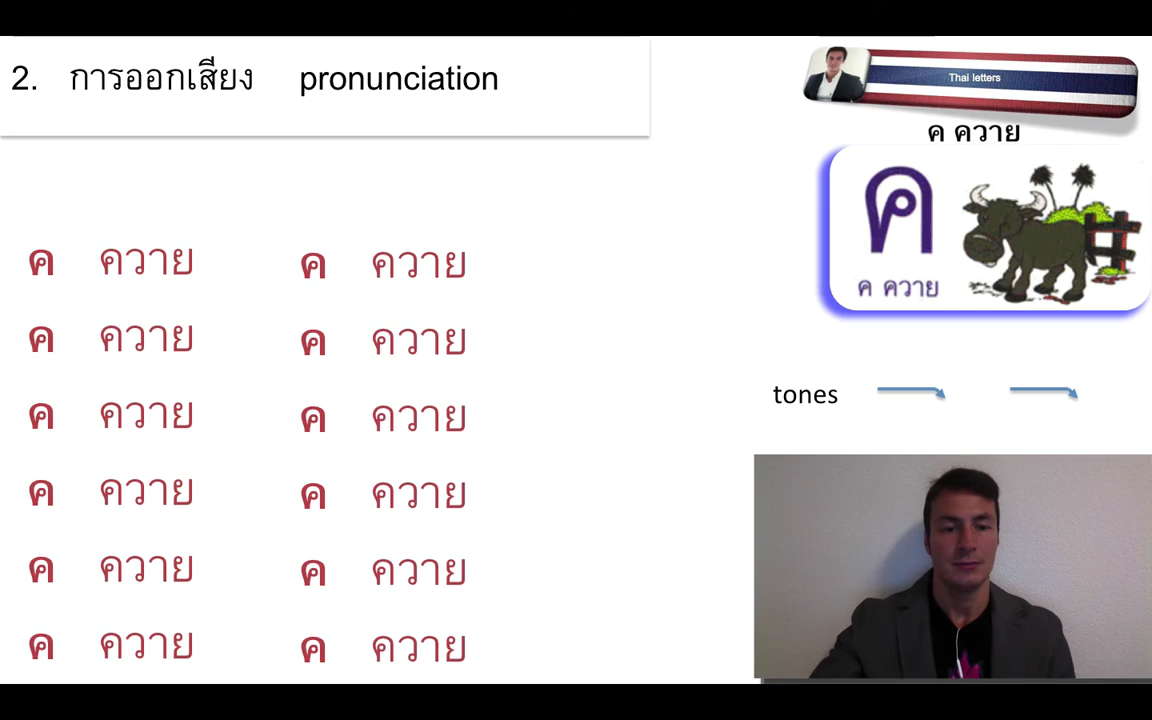 2. การออกเสียง pronunciation
Thai letters
ค ควาย
ค
ค ควาย
ค ควาย ค ควาย
ค ควาย ค ควาย
ค ควาย ค ควาย
ค ควาย ค ควาย
ค ควาย ค ควาย
ค ควาย ค ควาย
tones